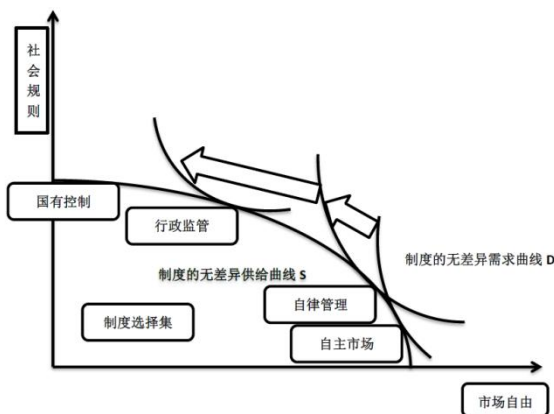 社
会
规
则
国有控制
行政监管
制度的无差异需求曲线 D
制度的无差异供给曲线 S
自律管理
制度选择集
自主市场
市场自由